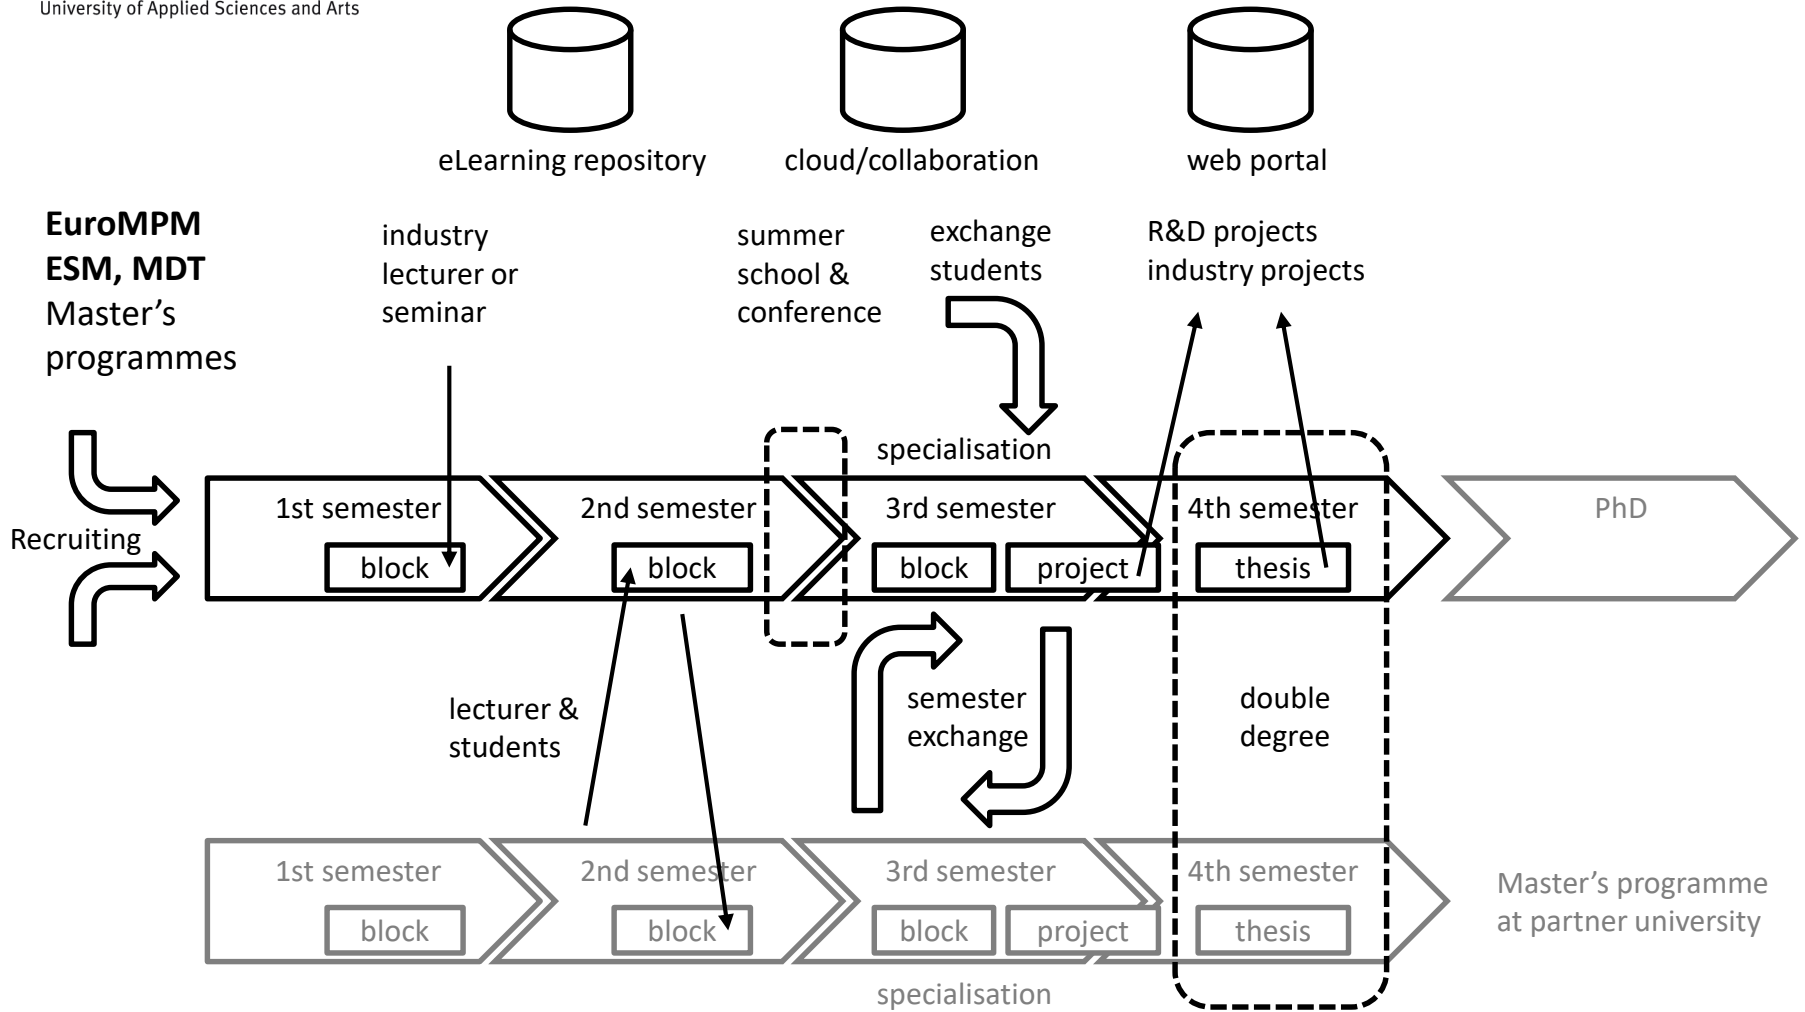 University of Applied Sciences and Arts
eLearning repository
cloud/collaboration
web portal
EuroMPM
ESM, MDT
Master’s
programmes
industry
lecturer or
seminar
summer
school &
conference
exchange
students
R&D projects
industry projects
Recruiting
specialisation
1st semester
block
2nd semester
block
3rd semester
block
project
4th semester
thesis
PhD
lecturer &
students
semester
exchange
double
degree
1st semester
block
2nd semester
block
3rd semester
block
project
4th semester
thesis
specialisation
Master’s programme
at partner university